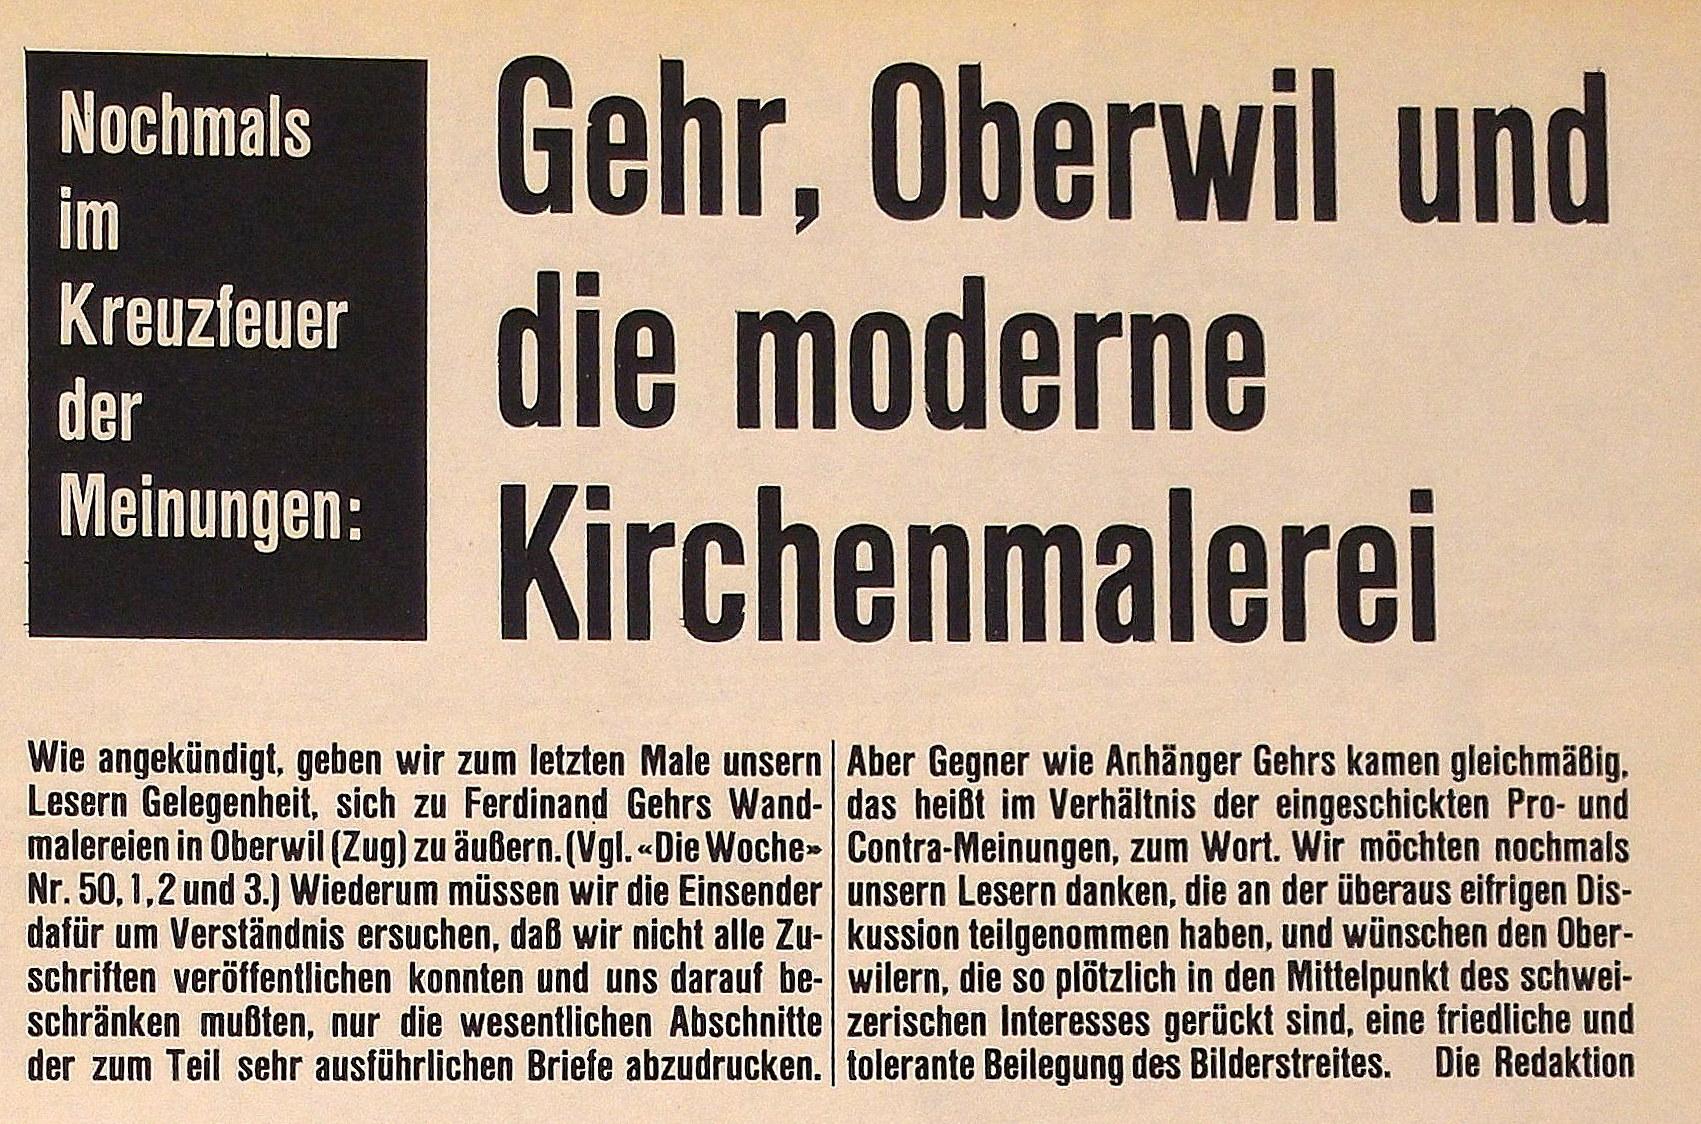 Nochmals
im
Kreuzfeuer
der
Meinungen:
Gehr, Oberwil und
die moderne
Kirchenmalerei
Wie angekündigt, geben wir zum letzten Male unsern
Lesern Gelegenheit, sich zu Ferdinand Gehrs Wand-
malereien in Oberwil (Zug) zu äußern. (Vgl. «Die Woche»
Nr. 50, 1, 2 und 3.) Wiederum müssen wir die Einsender
dafür um Verständnis ersuchen, daß wir nicht alle Zu-
schriften veröffentlichen konnten und uns darauf be-
schränken mußten, nur die wesentlichen Abschnitte
der zum Teil sehr ausführlichen Briefe abzudrucken.
Aber Gegner wie Anhänger Gehrs kamen gleichmäßig,
das heißt im Verhältnis der eingeschickten Pro- und
Contra-Meinungen, zum Wort. Wir möchten nochmals
unsern Lesern danken, die an der überaus eifrigen Dis-
kussion teilgenommen haben, und wünschen den Ober-
wilern, die so plötzlich in den Mittelpunkt des schwei-
zerischen Interesses gerückt sind, eine friedliche und
tolerante Beilegung des Bilderstreites. Die Redaktion